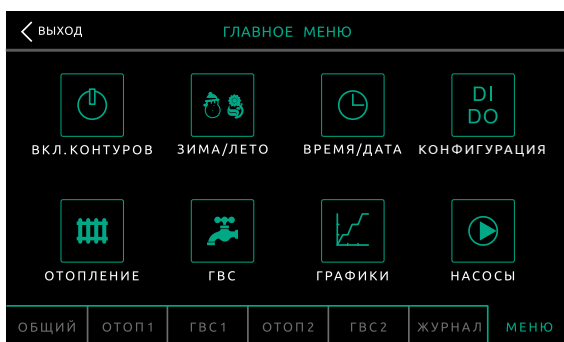 ВЫХОД ГЛАВНОЕ МЕНЮ
DI
DO
ВКЛ.КОНТУРОВ ЗИМА/ЛЕТО ВРЕМЯ/ДАТА КОНФИГУРАЦИЯ
ОТОПЛЕНИЕ ГВС ГРАФИКИ НАСОСЫ
ОБЩИЙ ОТОП1 ГВС1 ОТОП2 ГВС2 ЖУРНАЛ МЕНЮ